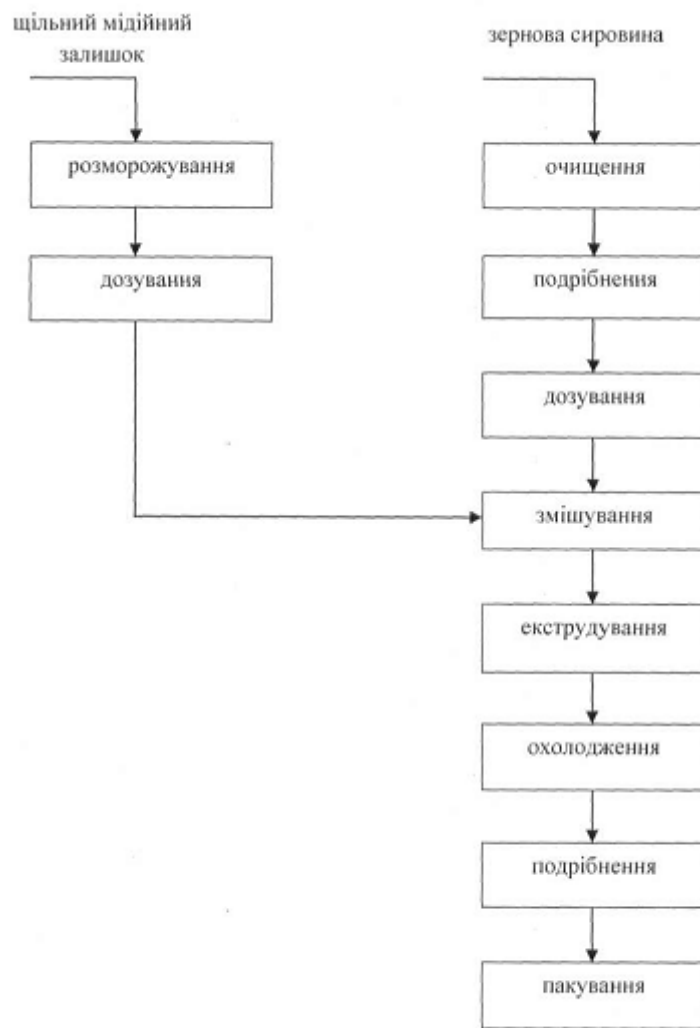 щільний мідійний
залишок
розморожування
дозування
зернова сировина
очищення
подрібнення
дозування
змішування
екструдування
охолодження
подрібнення
пакування